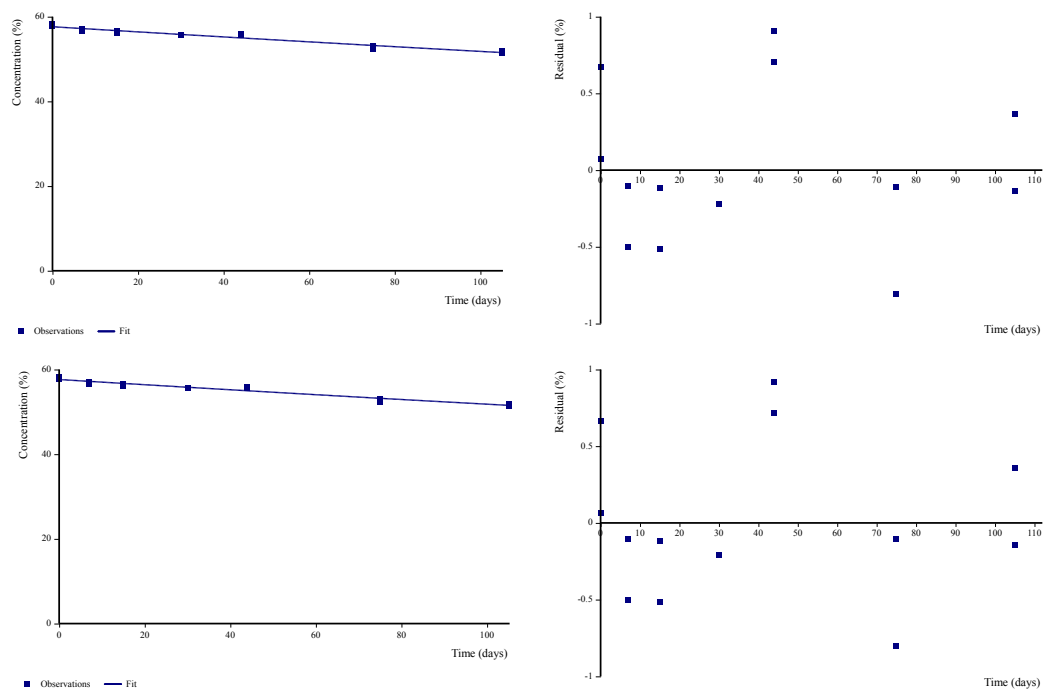 Concentration (%)
60
40
20
0
0 20 40 60 80 100
Time (days)
Observations Fit
Residual (%)
1
0.5
0
0 10 20 30 40 50 60 70 80 90 100 110
-0.5
-1
Time (days)
Concentration (%)
60
40
20
0
0 20 40 60 80 100
Time (days)
Observations Fit
Residual (%)
1
0.5
0
0 10 20 30 40 50 60 70 80 90 100 110
-0.5
-1
Time (days)